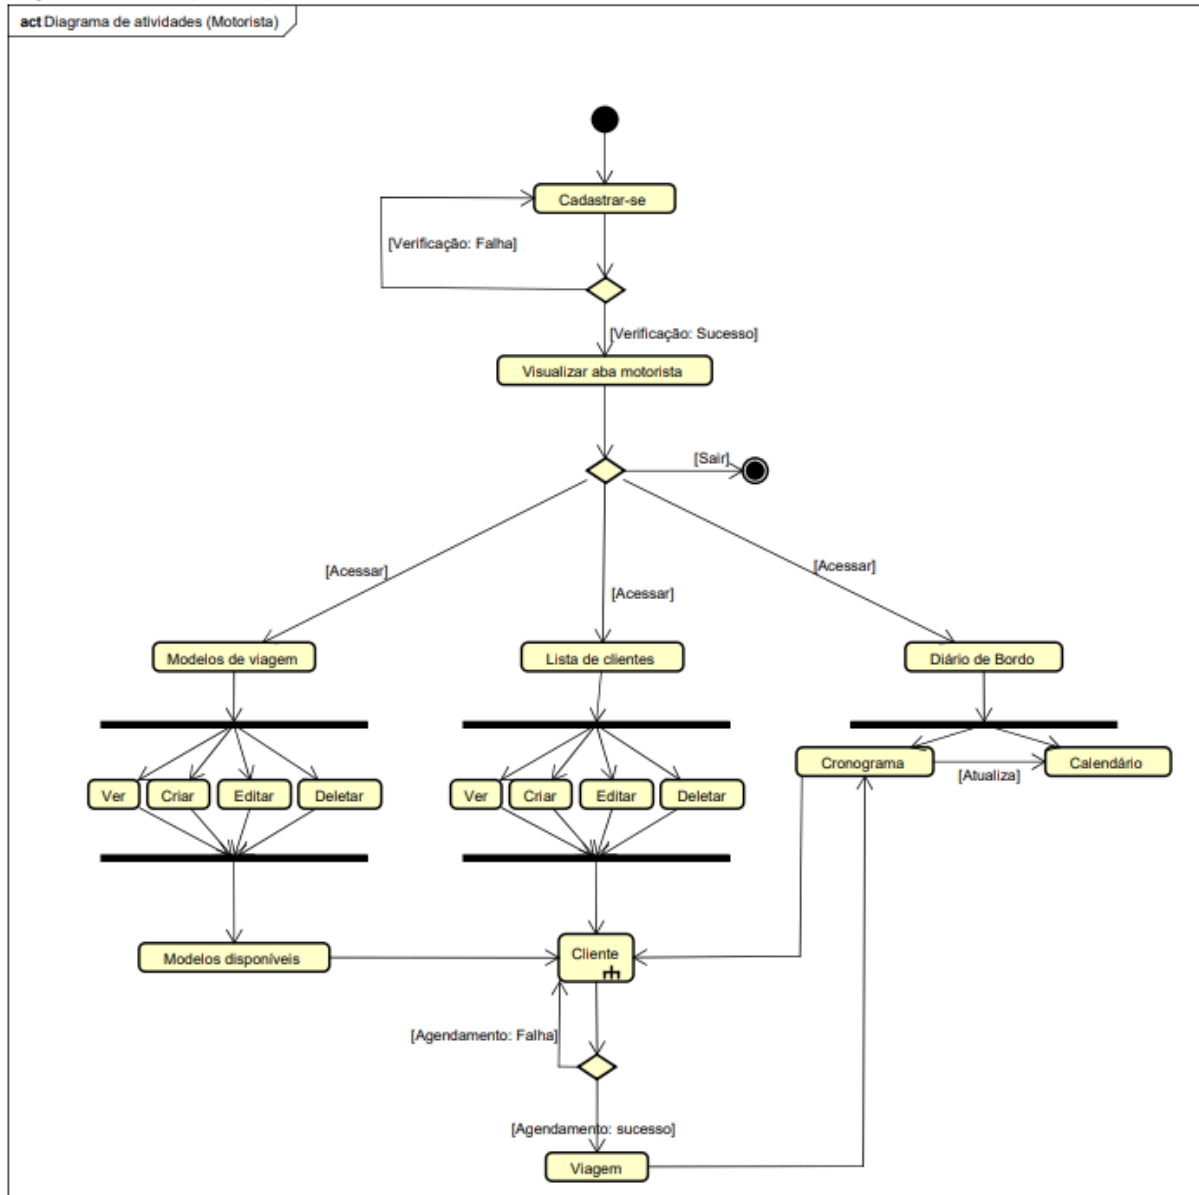 act Diagrama de atividades (Motorista)
Cadastrar-se
[Verificação: Falha]
[Verificação: Sucesso]
Visualizar aba motorista
[Sair]
[Acessar]
[Acessar]
[Acessar]
Modelos de viagem
Lista de clientes
Diário de Bordo
Cronograma
Calendário
[Atualiza]
Ver
Criar
Editar
Deletar
Ver
Criar
Editar
Deletar
Modelos disponíveis
Cliente
[Agendamento: Falha]
[Agendamento: sucesso]
Viagem